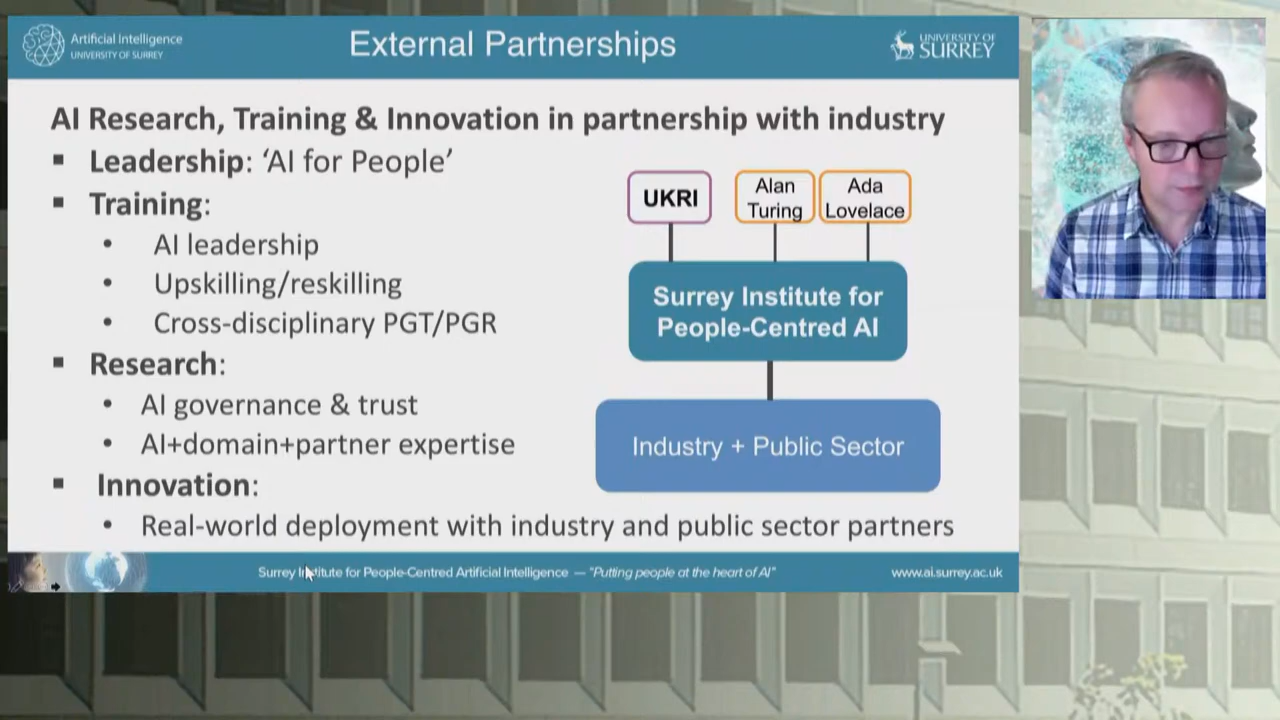 Artificial Intelligence
UNIVERSITY OF SURREY
External Partnerships
UNIVERSITY OF
SURREY
AI Research, Training & Innovation in partnership with industry
▪ Leadership: ‘AI for People’
▪ Training:
• AI leadership
• Upskilling/reskilling
• Cross-disciplinary PGT/PGR
▪ Research:
• AI governance & trust
• AI+domain+partner expertise
▪ Innovation:
• Real-world deployment with industry and public sector partners
UKRI
Alan
Turing
Ada
Lovelace
Surrey Institute for
People-Centred AI
Industry + Public Sector
Surrey Institute for People-Centred Artificial Intelligence — "Putting people at the heart of AI"
www.ai.surrey.ac.uk